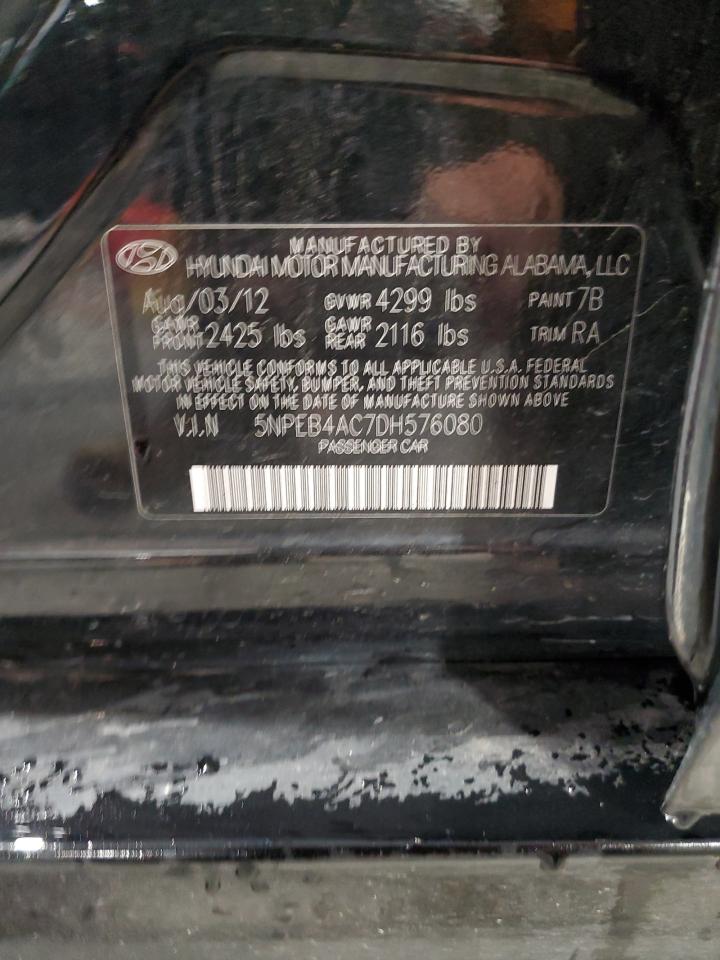 MANUFACTURED BY
HYUNDAI MOTOR MANUFACTURING ALABAMA, LLC
Aug/03/12 GVWR 4299 lbs PAINT 7B
GAWR FRONT 2425 lbs GAWR REAR 2116 lbs TRIM RA
THIS VEHICLE CONFORMS TO ALL APPLICABLE U.S.A. FEDERAL
MOTOR VEHICLE SAFETY, BUMPER, AND THEFT PREVENTION STANDARDS
IN EFFECT ON THE DATE OF MANUFACTURE SHOWN ABOVE
V.I.N 5NPEB4AC7DH576080
PASSENGER CAR